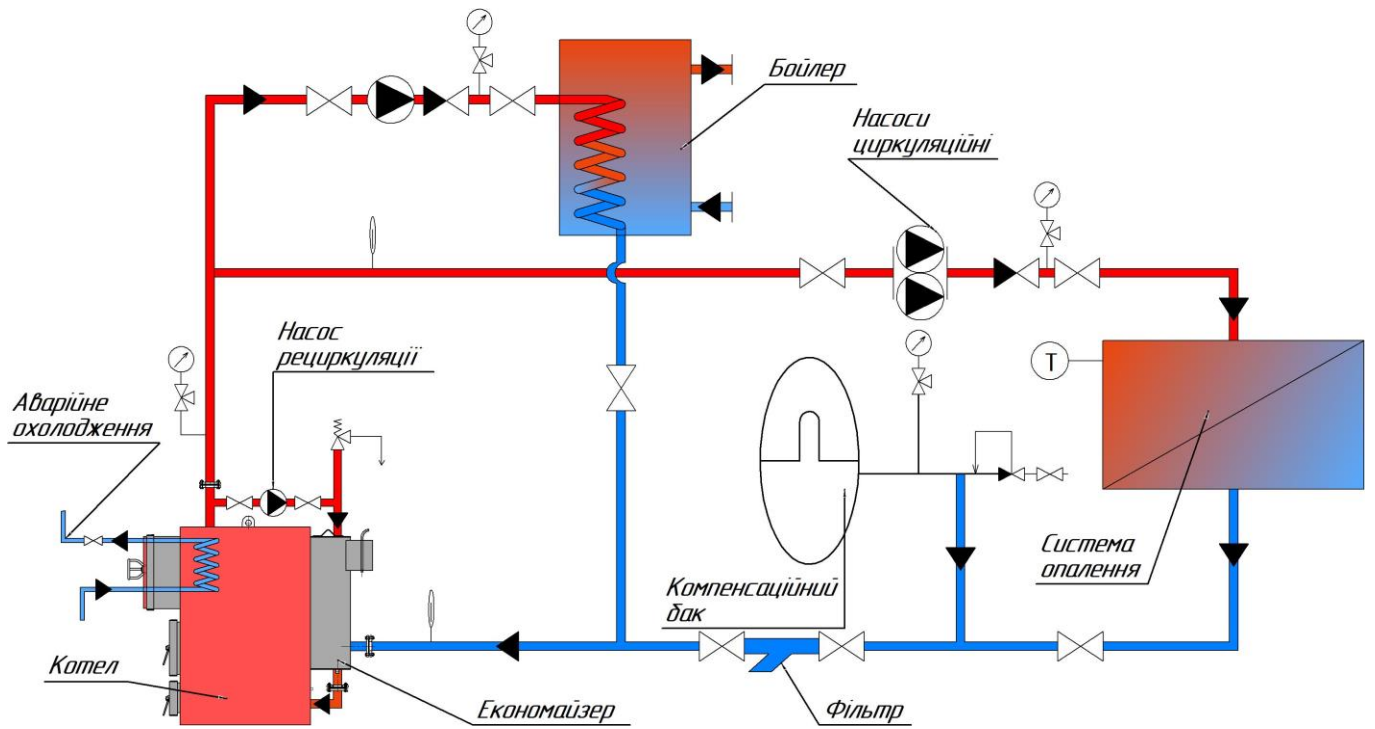 Бойлер
Насоси
циркуляційні
Насос
рециркуляції
Аварійне
охолодження
T
Компенсаційний
бак
Система
опалення
Котел
Економайзер
Фільтр